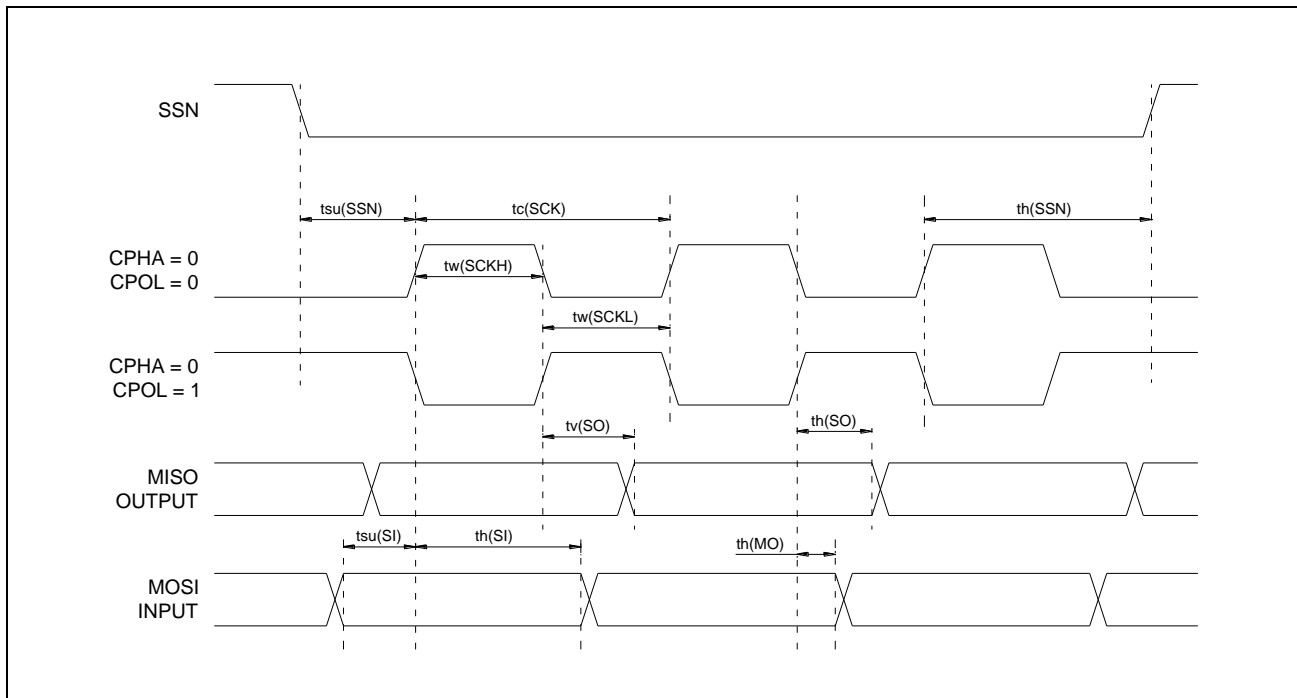 SSN
tsu(SSN)
tc(SCK)
th(SSN)
CPHA = 0
CPOL = 0
tw(SCKH)
tw(SCKL)
CPHA = 0
CPOL = 1
tv(SO)
th(SO)
MISO
OUTPUT
tsu(SI)
th(SI)
th(MO)
MOSI
INPUT